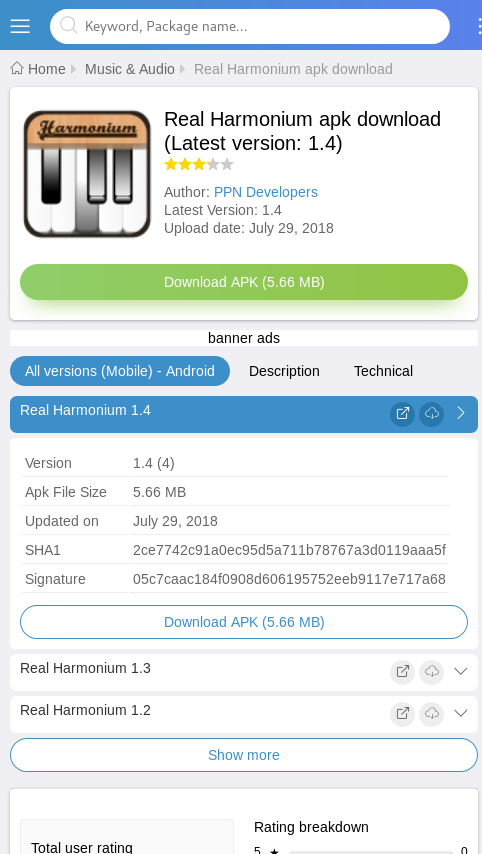 Keyword, Package name...
Home Music & Audio Real Harmonium apk download
Harmonium
Real Harmonium apk download
(Latest version: 1.4)
Author: PPN Developers
Latest Version: 1.4
Upload date: July 29, 2018
Download APK (5.66 MB)
banner ads
All versions (Mobile) - Android Description Technical
Real Harmonium 1.4
Version 1.4 (4)
Apk File Size 5.66 MB
Updated on July 29, 2018
SHA1 2ce7742c91a0ec95d5a711b78767a3d0119aaa5f
Signature 05c7caac184f0908d606195752eeb9117e717a68
Download APK (5.66 MB)
Real Harmonium 1.3
Real Harmonium 1.2
Show more
Rating breakdown
Total user rating
5 ★ 0